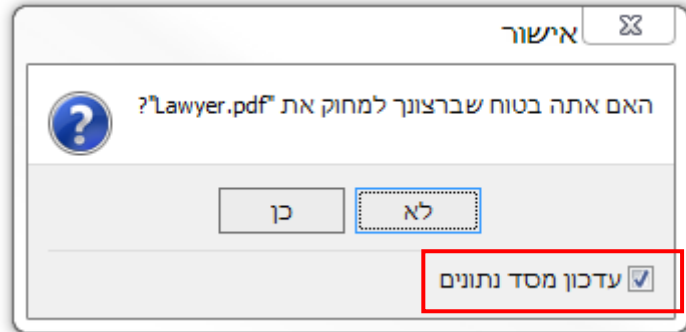 אישור
האם אתה בטוח שברצונך למחוק את "Lawyer.pdf"?
לא
כן
עדכון מסד נתונים